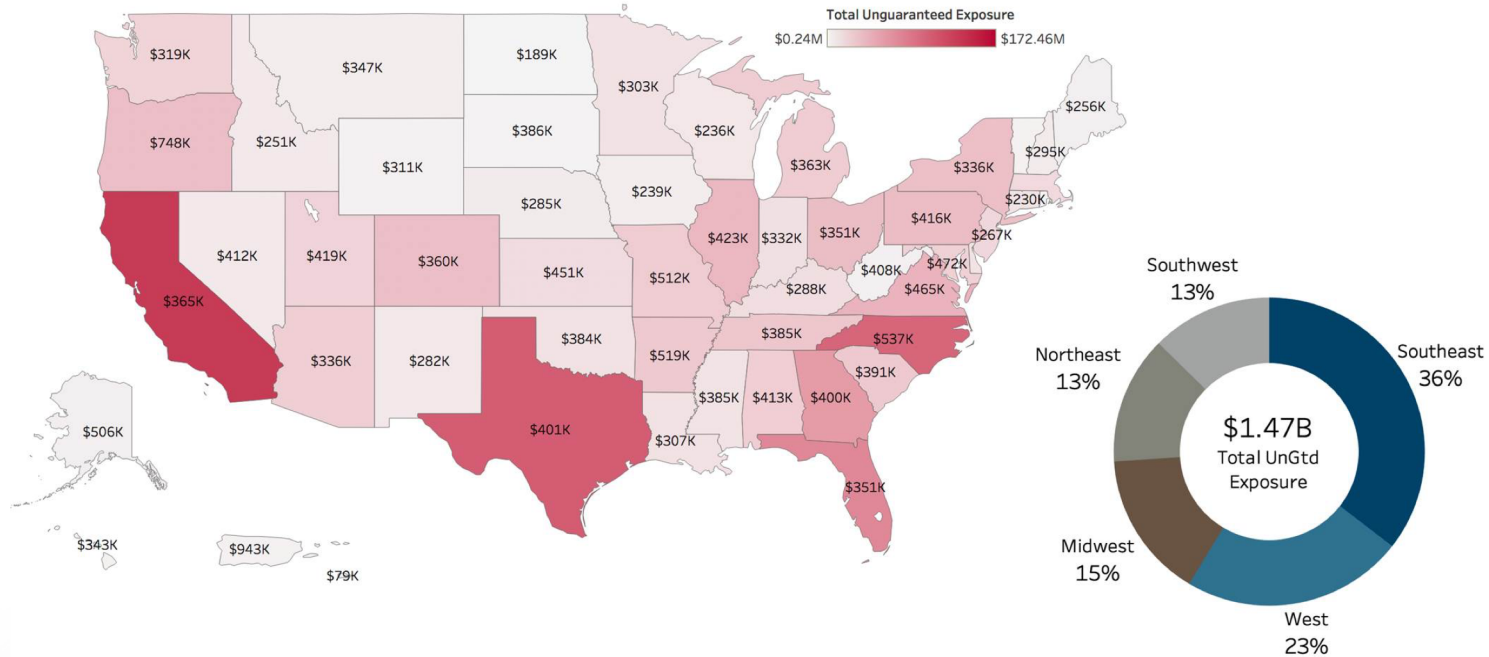 Total Unguaranteed Exposure
$0.24M
$172.46M
$319K
$347K
$189K
$303K
$256K
$748K
$251K
$386K
$236K
$295K
$311K
$363K
$336K
$239K
$230K
$285K
$416K
$412K
$419K
$360K
$423K
$332K
$351K
$267K
$451K
$512K
$408K
$472K
$288K
$465K
$365K
$336K
$282K
$384K
$519K
$385K
$537K
$391K
$401K
$307K
$385K
$413K
$400K
$351K
$506K
$343K
$943K
$79K
Southwest
13%
Northeast
13%
Southeast
36%
$1.47B
Total UnGtd
Exposure
Midwest
15%
West
23%